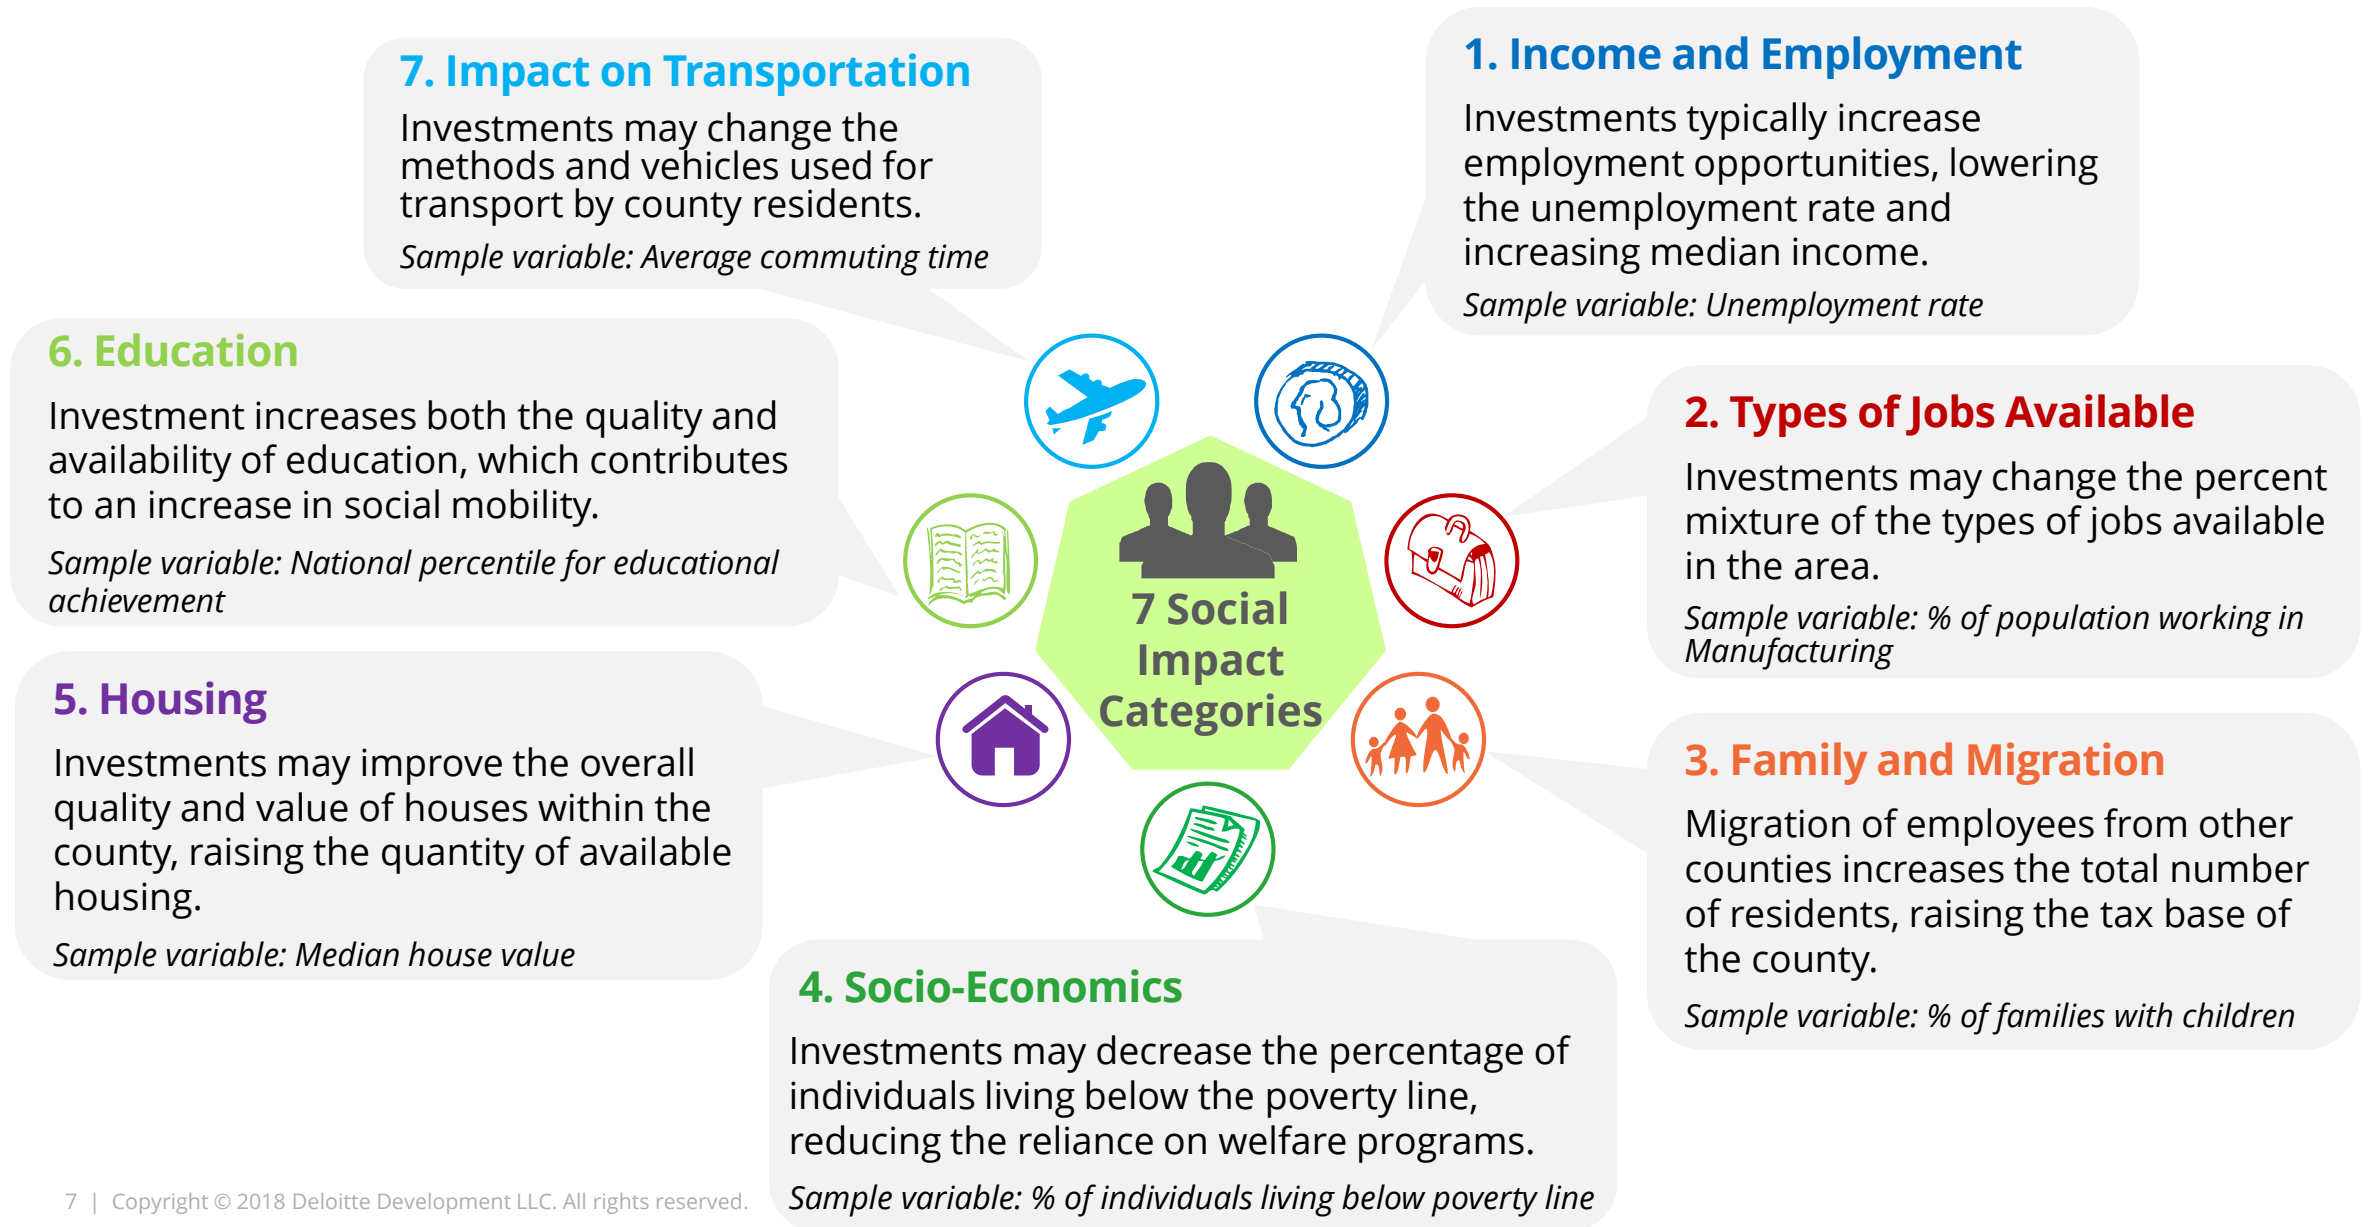 7. Impact on Transportation
Investments may change the
methods and vehicles used for
transport by county residents.
Sample variable: Average commuting time
1. Income and Employment
Investments typically increase
employment opportunities, lowering
the unemployment rate and
increasing median income.
Sample variable: Unemployment rate
6. Education
Investment increases both the quality and
availability of education, which contributes
to an increase in social mobility.
Sample variable: National percentile for educational
achievement
2. Types of Jobs Available
Investments may change the percent
mixture of the types of jobs available
in the area.
Sample variable: % of population working in
Manufacturing
7 Social
Impact
Categories
5. Housing
Investments may improve the overall
quality and value of houses within the
county, raising the quantity of available
housing.
Sample variable: Median house value
3. Family and Migration
Migration of employees from other
counties increases the total number
of residents, raising the tax base of
the county.
Sample variable: % of families with children
4. Socio-Economics
Investments may decrease the percentage of
individuals living below the poverty line,
reducing the reliance on welfare programs.
Sample variable: % of individuals living below poverty line
7 | Copyright © 2018 Deloitte Development LLC. All rights reserved.